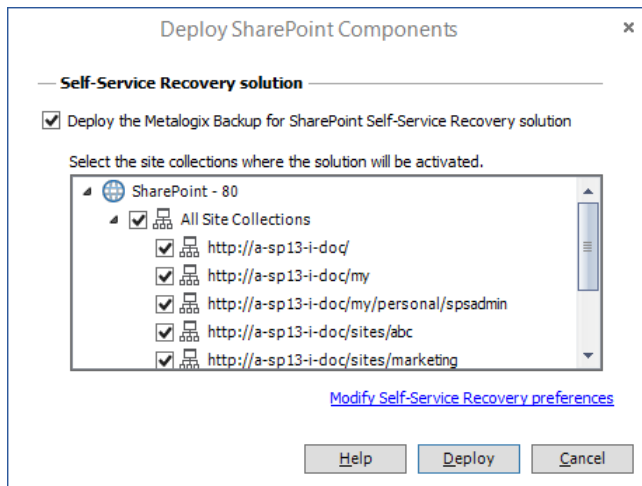 Deploy SharePoint Components
Self-Service Recovery solution
Deploy the Metalogix Backup for SharePoint Self-Service Recovery solution
Select the site collections where the solution will be activated.
SharePoint - 80
All Site Collections
http://a-sp13-i-doc/
http://a-sp13-i-doc/my
http://a-sp13-i-doc/my/personal/spsadmin
http://a-sp13-i-doc/sites/abc
http://a-sp13-i-doc/sites/marketing
Modify Self-Service Recovery preferences
Help Deploy Cancel